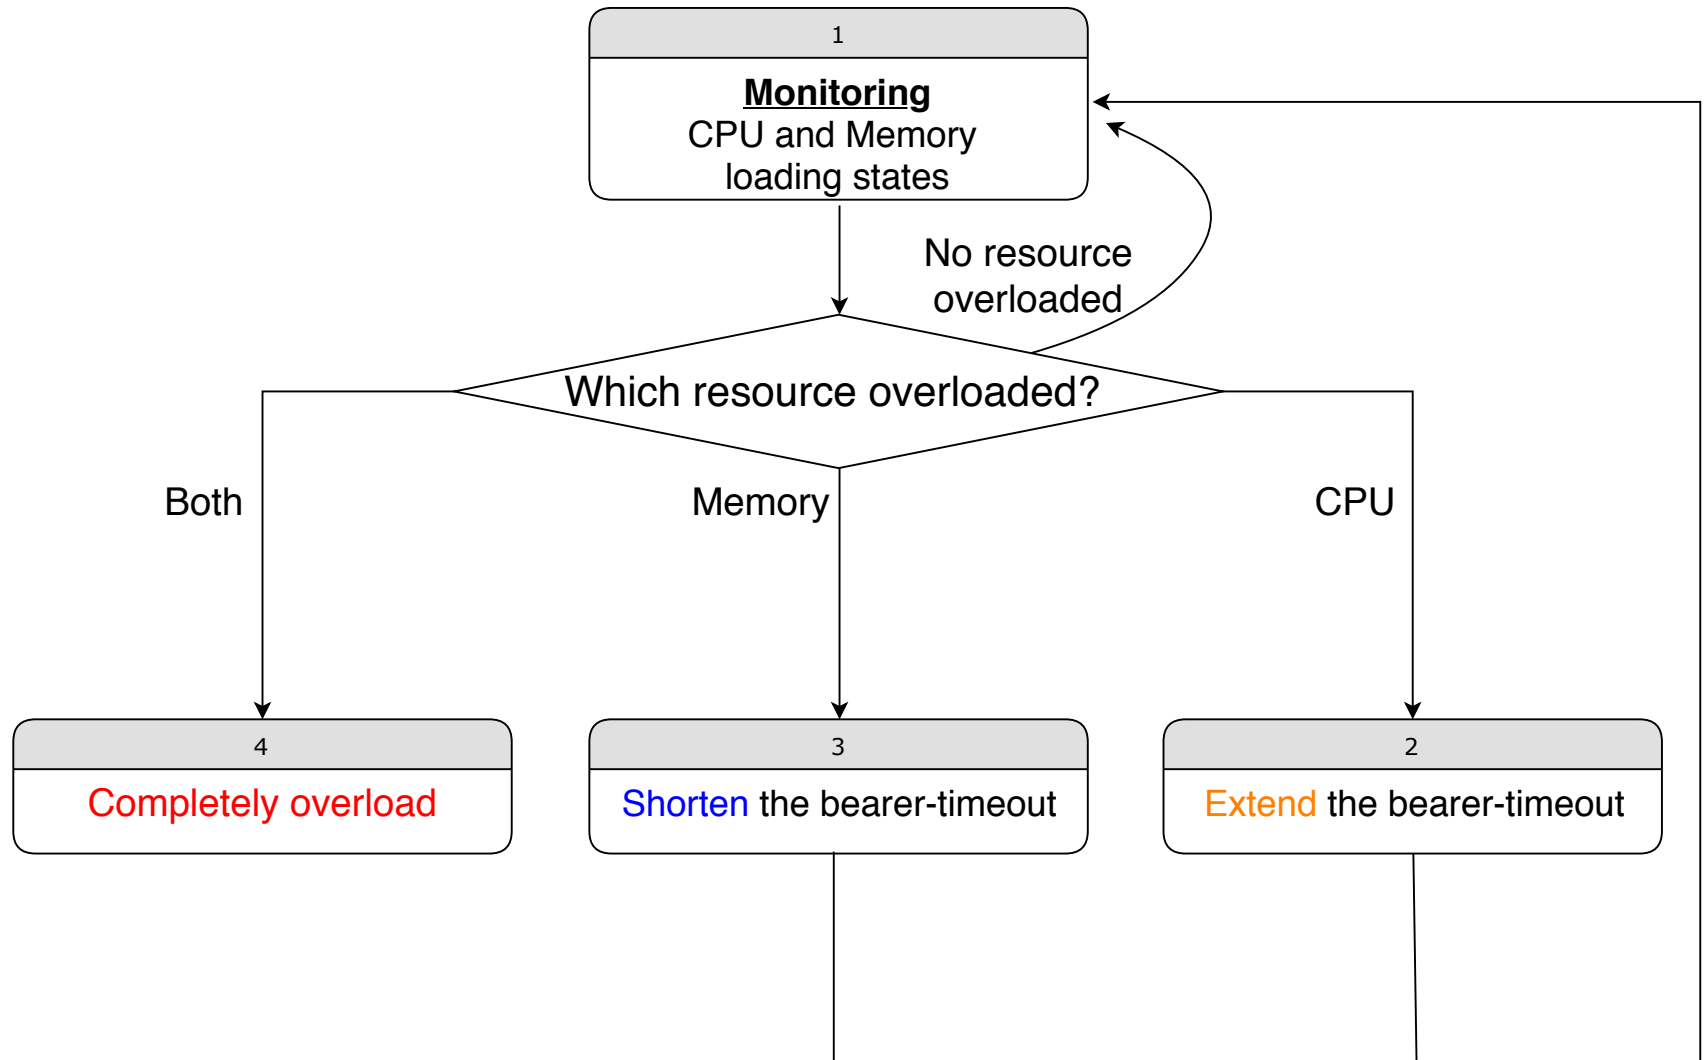 1
Monitoring
CPU and Memory
loading states
No resource
overloaded
Which resource overloaded?
Both
Memory
CPU
4
Completely overload
3
Shorten the bearer-timeout
2
Extend the bearer-timeout